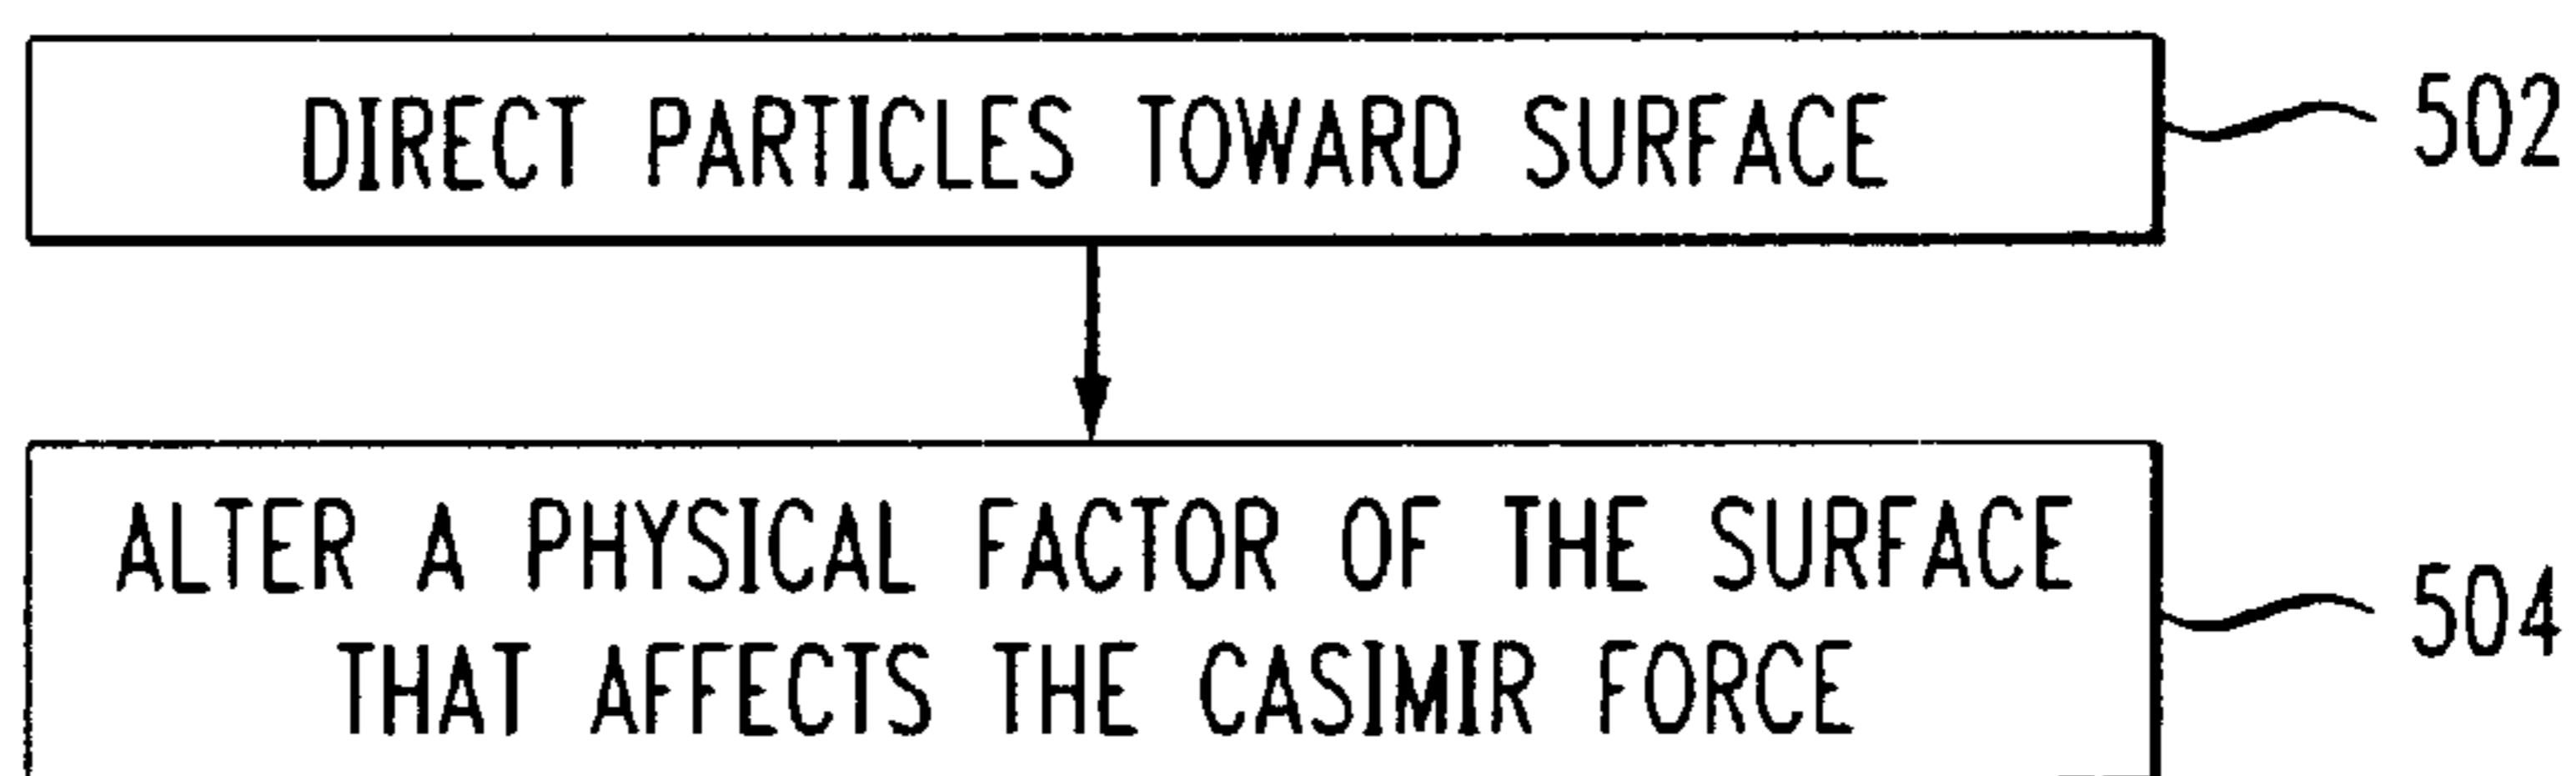 DIRECT PARTICLES TOWARD SURFACE
502
ALTER A PHYSICAL FACTOR OF THE SURFACE
THAT AFFECTS THE CASIMIR FORCE
504